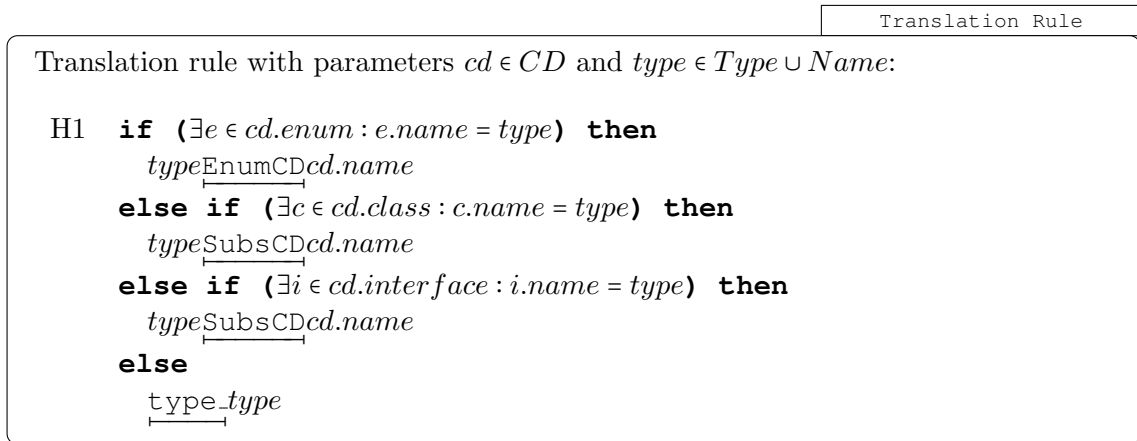 Translation Rule
Translation rule with parameters cd ∈ CD and type ∈ Type ∪ Name:
H1 if (∃e ∈ cd.enum : e.name = type) then
typeEnumCDcd.name
else if (∃c ∈ cd.class : c.name = type) then
typeSubsCDcd.name
else if (∃i ∈ cd.interface : i.name = type) then
typeSubsCDcd.name
else
type_type